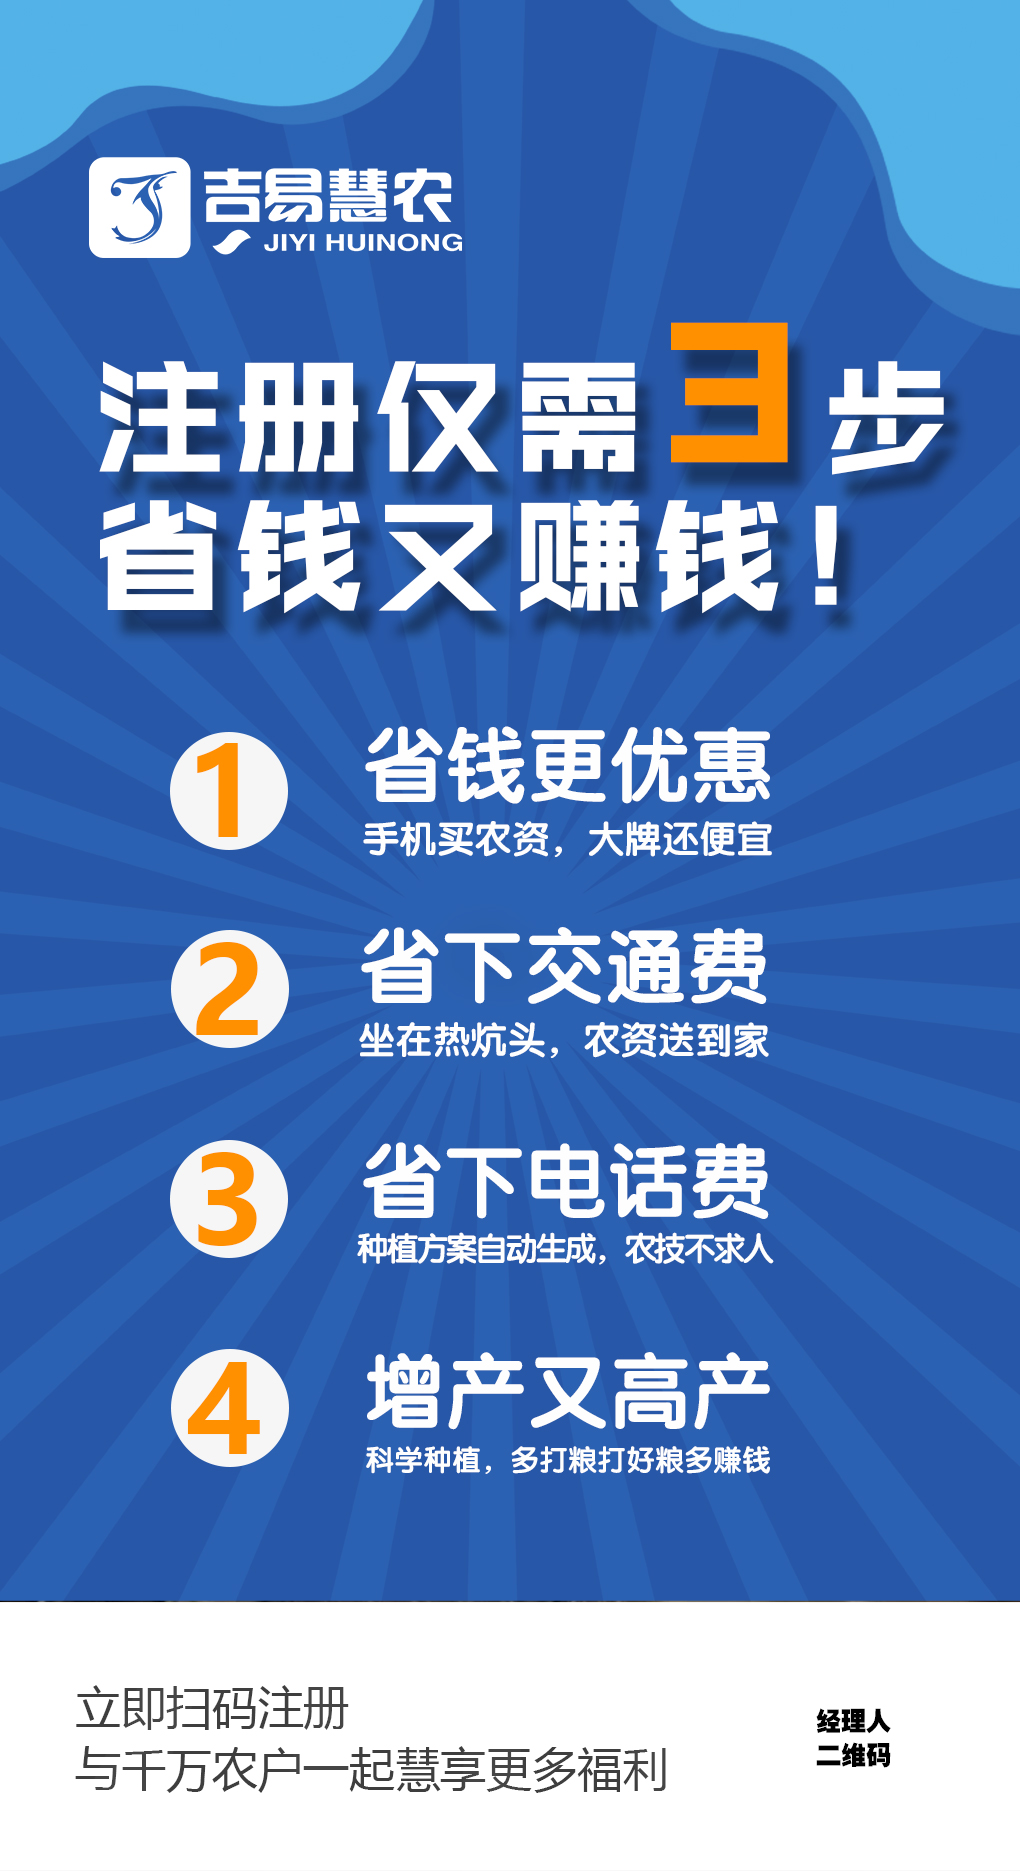 吉易慧农
JIYI HUINONG
注册仅需3步
省钱又赚钱！
1
省钱更优惠
手机买农资，大牌还便宜
2
省下交通费
坐在热炕头，农资送到家
3
省下电话费
种植方案自动生成，农技不求人
4
增产又高产
科学种植，多打粮打好粮多赚钱
立即扫码注册
与千万农户一起慧享更多福利
经理人
二维码